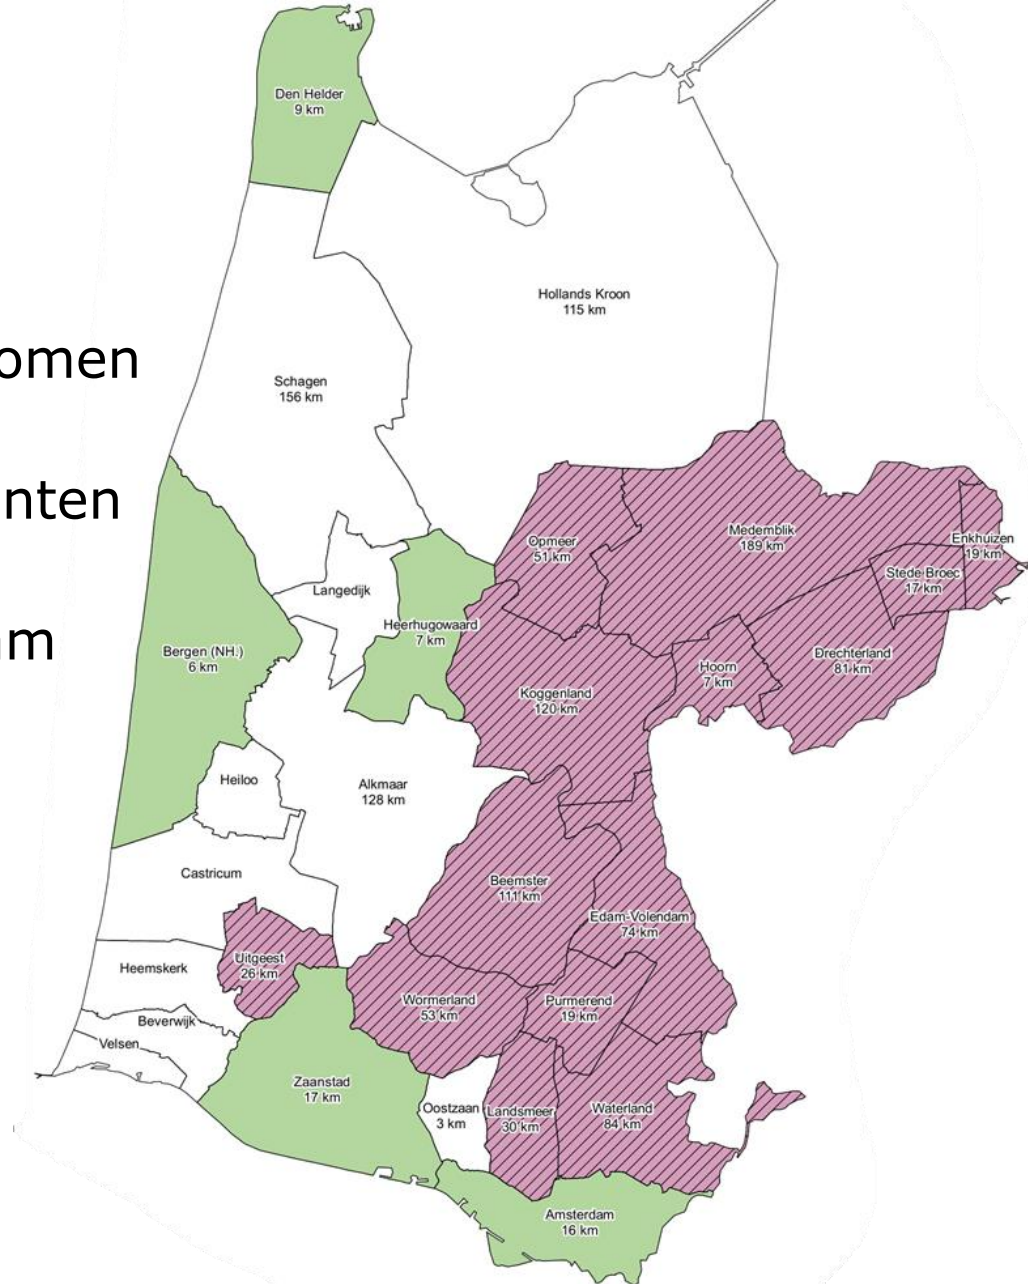 omen
nten
am
Den Helder
9 km
Hollands Kroon
115 km
Schagen
156 km
Opmeer
51 km
Medemblik
189 km
Enkhuizen
19 km
Stede Broec
17 km
Langedijk
Heerhugowaard
7 km
Bergen (NH.)
6 km
Koggenland
120 km
Hoorn
7 km
Drechterland
81 km
Heiloo
Alkmaar
128 km
Castricum
Beemster
111 km
Edam-Volendam
74 km
Uitgeest
26 km
Heemskerk
Wormerland
53 km
Purmerend
19 km
Beverwijk
Velsen
Zaanstad
17 km
Oostzaan
3 km
Landsmeer
30 km
Waterland
84 km
Amsterdam
16 km